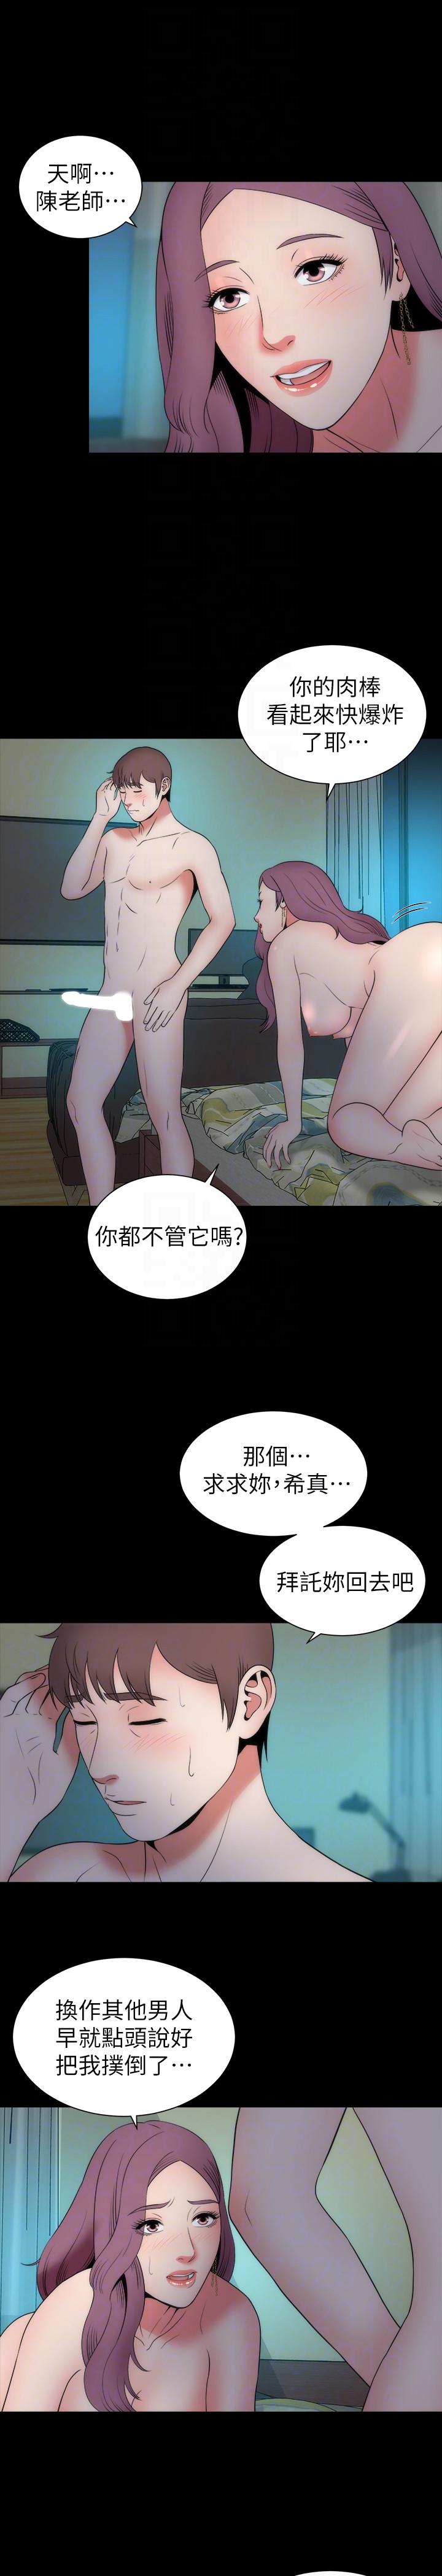 天啊⋯
陳老師⋯
你的肉棒
看起來快爆炸
了耶⋯
你都不管它嗎?
那個⋯
求求妳,希真⋯
拜託妳回去吧
換作其他男人
早就點頭說好
把我撲倒了⋯